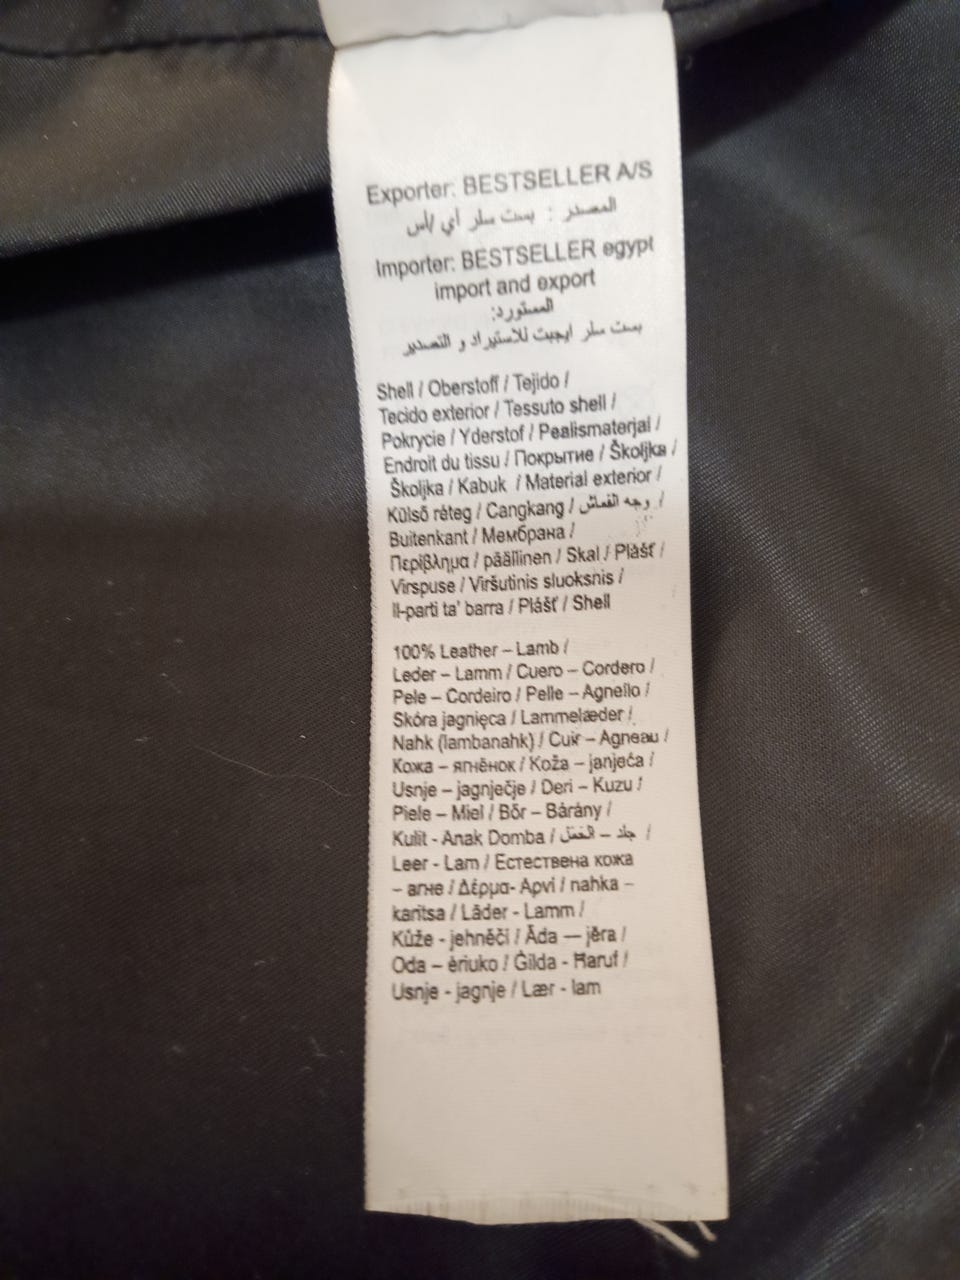 Exporter: BESTSELLER A/S
المصدر : بست سلر أي /أس
Importer: BESTSELLER egypt
import and export
المستورد:
بست سلر ايجبت للاستيراد و التصدير
Shell / Oberstoff / Tejido /
Tecido exterior / Tessuto shell /
Pokrycie / Yderstof / Pealismaterjal /
Endroit du tissu / Покрытие / Školjka /
Školjka / Kabuk / Material exterior /
Külső réteg / Cangkang / وجه القماش /
Buitenkant / Мембрана /
Περίβλημα / päällinen / Skal / Plàšť /
Virspuse / Viršutinis sluoksnis /
Il-parti ta' barra / Plášť / Shell
100% Leather – Lamb /
Leder – Lamm / Cuero – Cordero /
Pele – Cordeiro / Pelle – Agnello /
Skóra jagnięca / Lammelæder /
Nahk (lambanahk) / Cuir – Agneau /
Кожа – ягнёнок / Koža – janjeća /
Usnje – jagnječje / Deri – Kuzu /
Piele – Miel / Bőr – Bárány /
Kulit - Anak Domba / جلد – الحَمَل /
Leer - Lam / Естествена кожа
– агне / Δέρμα- Αρνί / nahka –
karitsa / Läder - Lamm /
Kůže - jehněčí / Āda — jēra /
Oda – ėriuko / Ġilda - Ħaruf /
Usnje - jagnje / Lær - lam